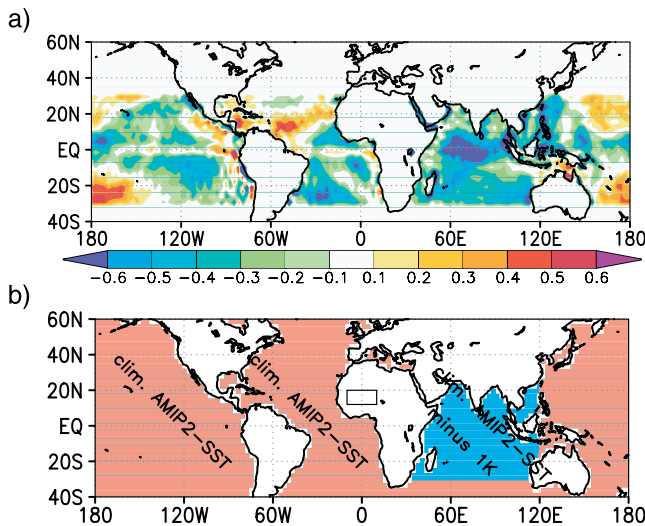 a)
60N
40N
20N
EQ
20S
40S
180 120W 60W 0 60E 120E 180
−0.6 −0.5 −0.4 −0.3 −0.2 −0.1 0.1 0.2 0.3 0.4 0.5 0.6
b)
60N
40N
20N
EQ
20S
40S
clim. AMIP2−SST
clim. AMIP2−SST
clim. AMIP2−SST
minus 1K
180 120W 60W 0 60E 120E 180